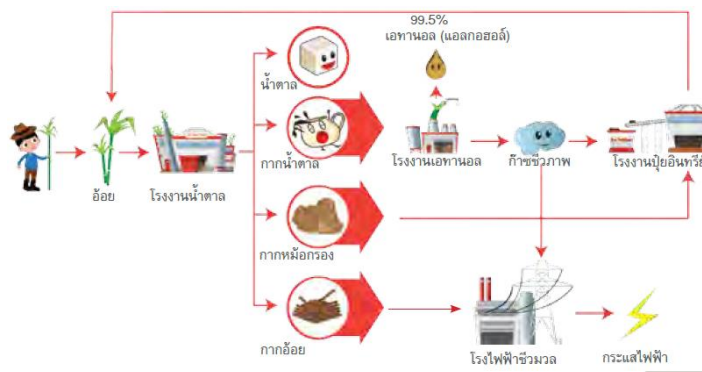 99.5%
เอทานอล (แอลกอฮอล์)
น้ำตาล
กากน้ำตาล
โรงงานเอทานอล
ก๊าซชีวภาพ
โรงงานปุ๋ยอินทรีย์
อ้อย
โรงงานน้ำตาล
กากหม้อกรอง
กากอ้อย
โรงไฟฟ้าชีวมวล
กระแสไฟฟ้า